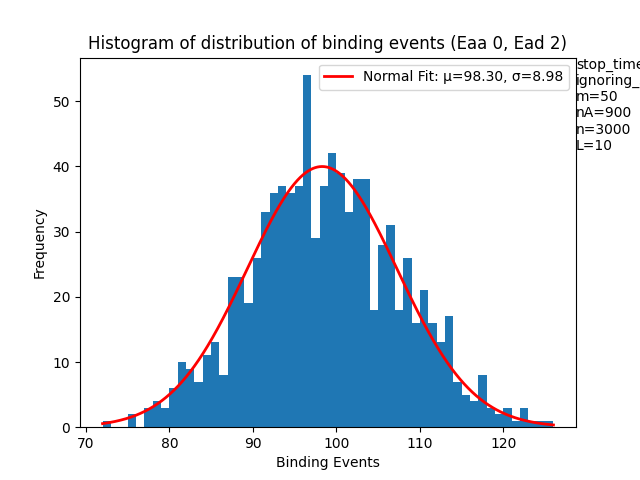 Histogram of distribution of binding events (Eaa 0, Ead 2)
Normal Fit: μ=98.30, σ=8.98
stop_time
ignoring_
m=50
nA=900
n=3000
L=10
Frequency
50
40
30
20
10
0
70 80 90 100 110 120
Binding Events